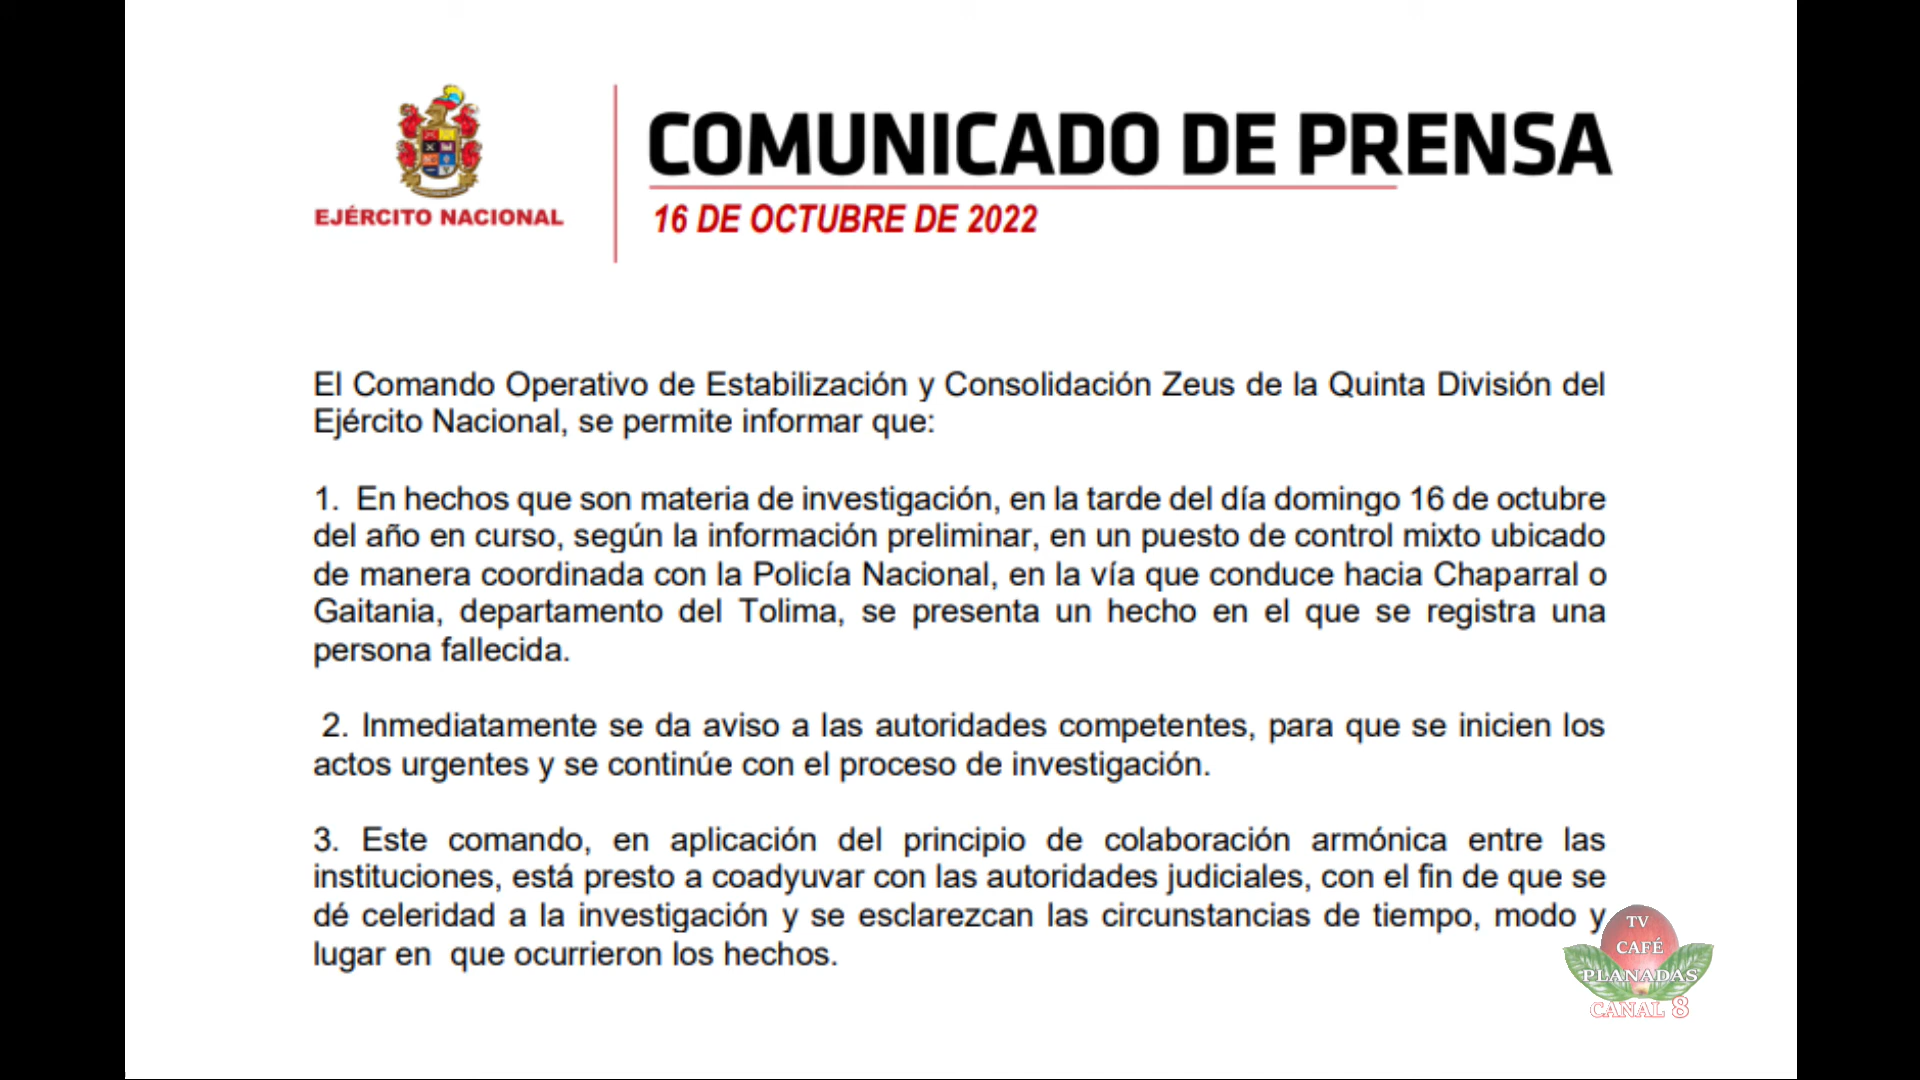 COMUNICADO DE PRENSA
EJÉRCITO NACIONAL
16 DE OCTUBRE DE 2022
El Comando Operativo de Estabilización y Consolidación Zeus de la Quinta División del
Ejército Nacional, se permite informar que:
1. En hechos que son materia de investigación, en la tarde del día domingo 16 de octubre
del año en curso, según la información preliminar, en un puesto de control mixto ubicado
de manera coordinada con la Policía Nacional, en la vía que conduce hacia Chaparral o
Gaitania, departamento del Tolima, se presenta un hecho en el que se registra una
persona fallecida.
2. Inmediatamente se da aviso a las autoridades competentes, para que se inicien los
actos urgentes y se continúe con el proceso de investigación.
3. Este comando, en aplicación del principio de colaboración armónica entre las
instituciones, está presto a coadyuvar con las autoridades judiciales, con el fin de que se
dé celeridad a la investigación y se esclarezcan las circunstancias de tiempo, modo y
lugar en que ocurrieron los hechos.
TV
CAFÉ
PLANADAS
CANAL 8